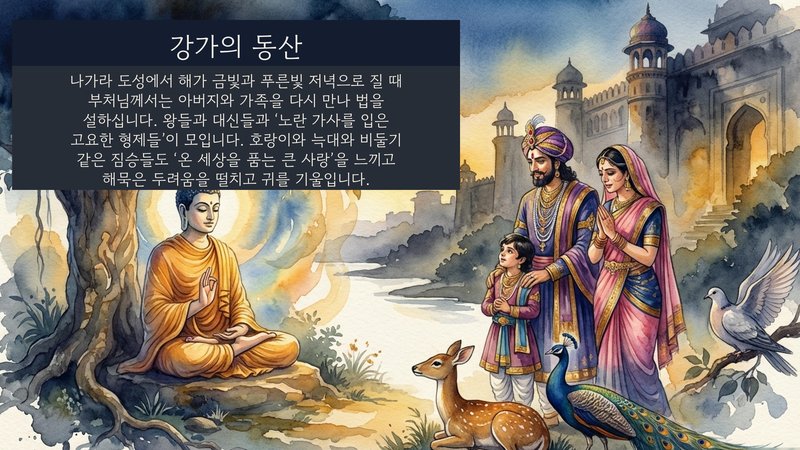 강가의 동산
나가라 도성에서 해가 금빛과 푸른빛 저녁으로 질 때
부처님께서는 아버지와 가족을 다시 만나 법을
설하십니다. 왕들과 대신들과 ‘노란 가사를 입은
고요한 형제들’이 모입니다. 호랑이와 늑대와 비둘기
같은 짐승들도 ‘온 세상을 품는 큰 사랑’을 느끼고
해묵은 두려움을 떨치고 귀를 기울입니다.